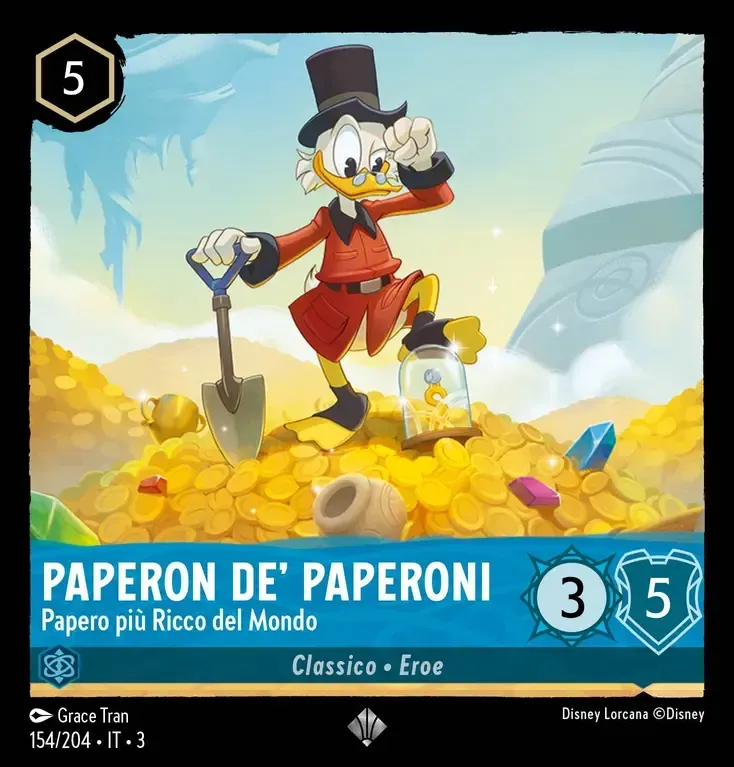 5
PAPERON DE' PAPERONI
Papero più Ricco del Mondo
3
5
Classico • Eroe
Grace Tran
154/204 • IT • 3
Disney Lorcana ©Disney